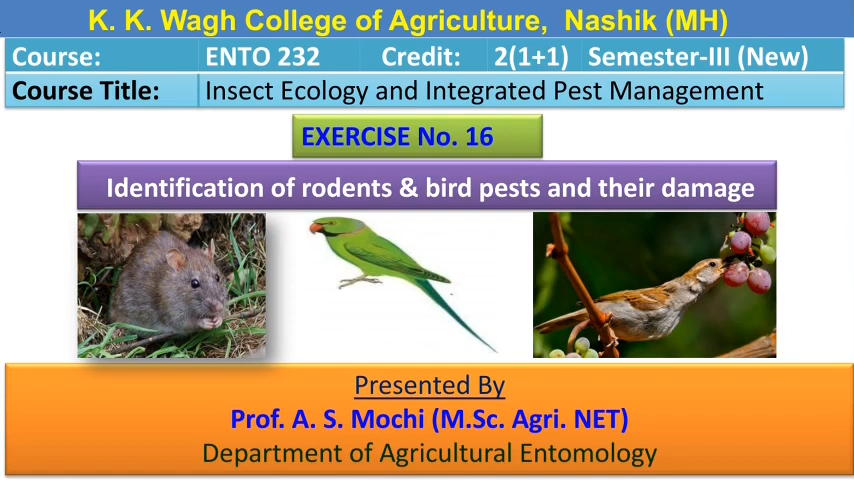 K. K. Wagh College of Agriculture, Nashik (MH)
Course: ENTO 232 Credit: 2(1+1) Semester-III (New)
Course Title: Insect Ecology and Integrated Pest Management
EXERCISE No. 16
Identification of rodents & bird pests and their damage
Presented By
Prof. A. S. Mochi (M.Sc. Agri. NET)
Department of Agricultural Entomology